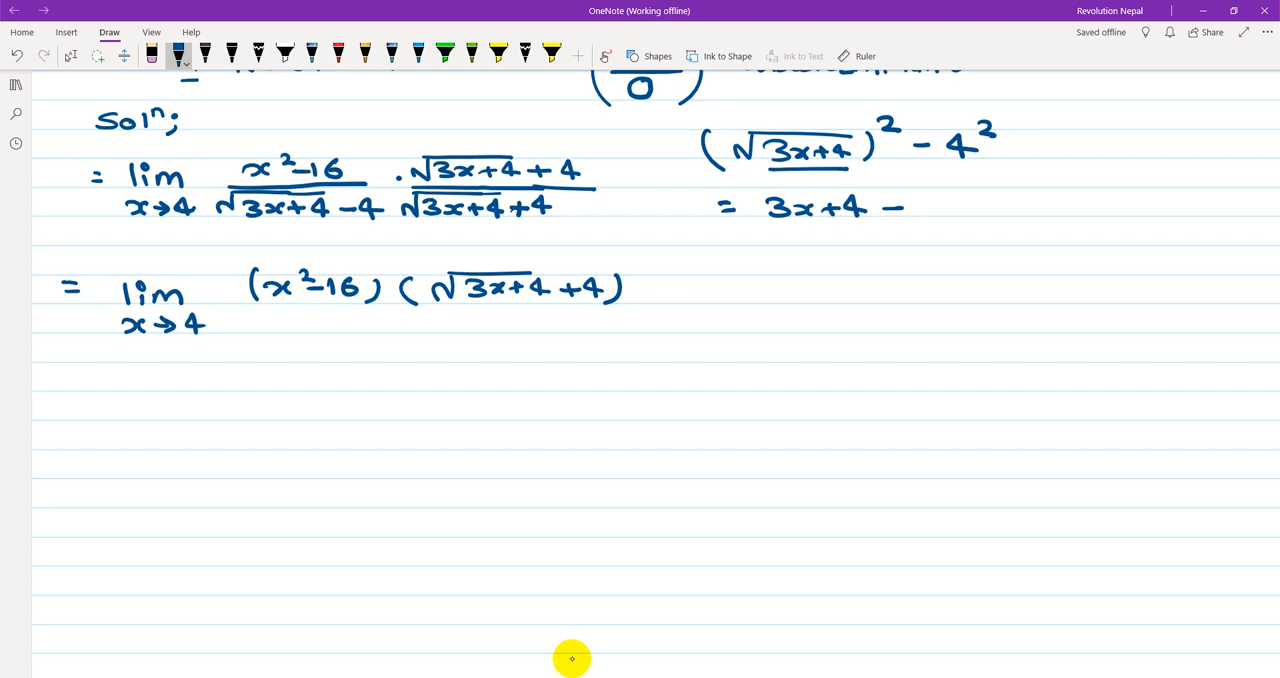 OneNote (Working offline)
Revolution Nepal
Home Insert Draw View Help
Saved offline Share
Shapes Ink to Shape Ink to Text Ruler
0
Solⁿ;
= lim x²-16 . √3x+4 + 4
x→4 √3x+4 -4 √3x+4 +4
(√3x+4)² - 4²
= 3x+4 -
= lim (x²-16) (√3x+4 +4)
x→4